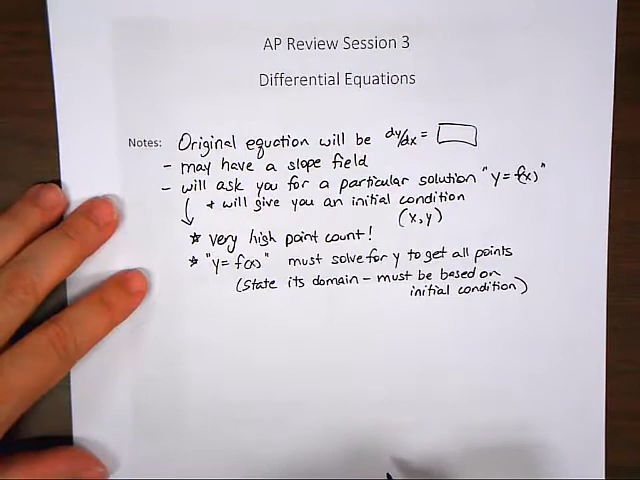 AP Review Session 3
Differential Equations
Notes: Original equation will be dy/dx =
- may have a slope field
- will ask you for a particular solution "y = f(x)"
+ will give you an initial condition
(x, y)
* very high point count!
* "y = f(x)" must solve for y to get all points
(State its domain - must be based on
initial condition)